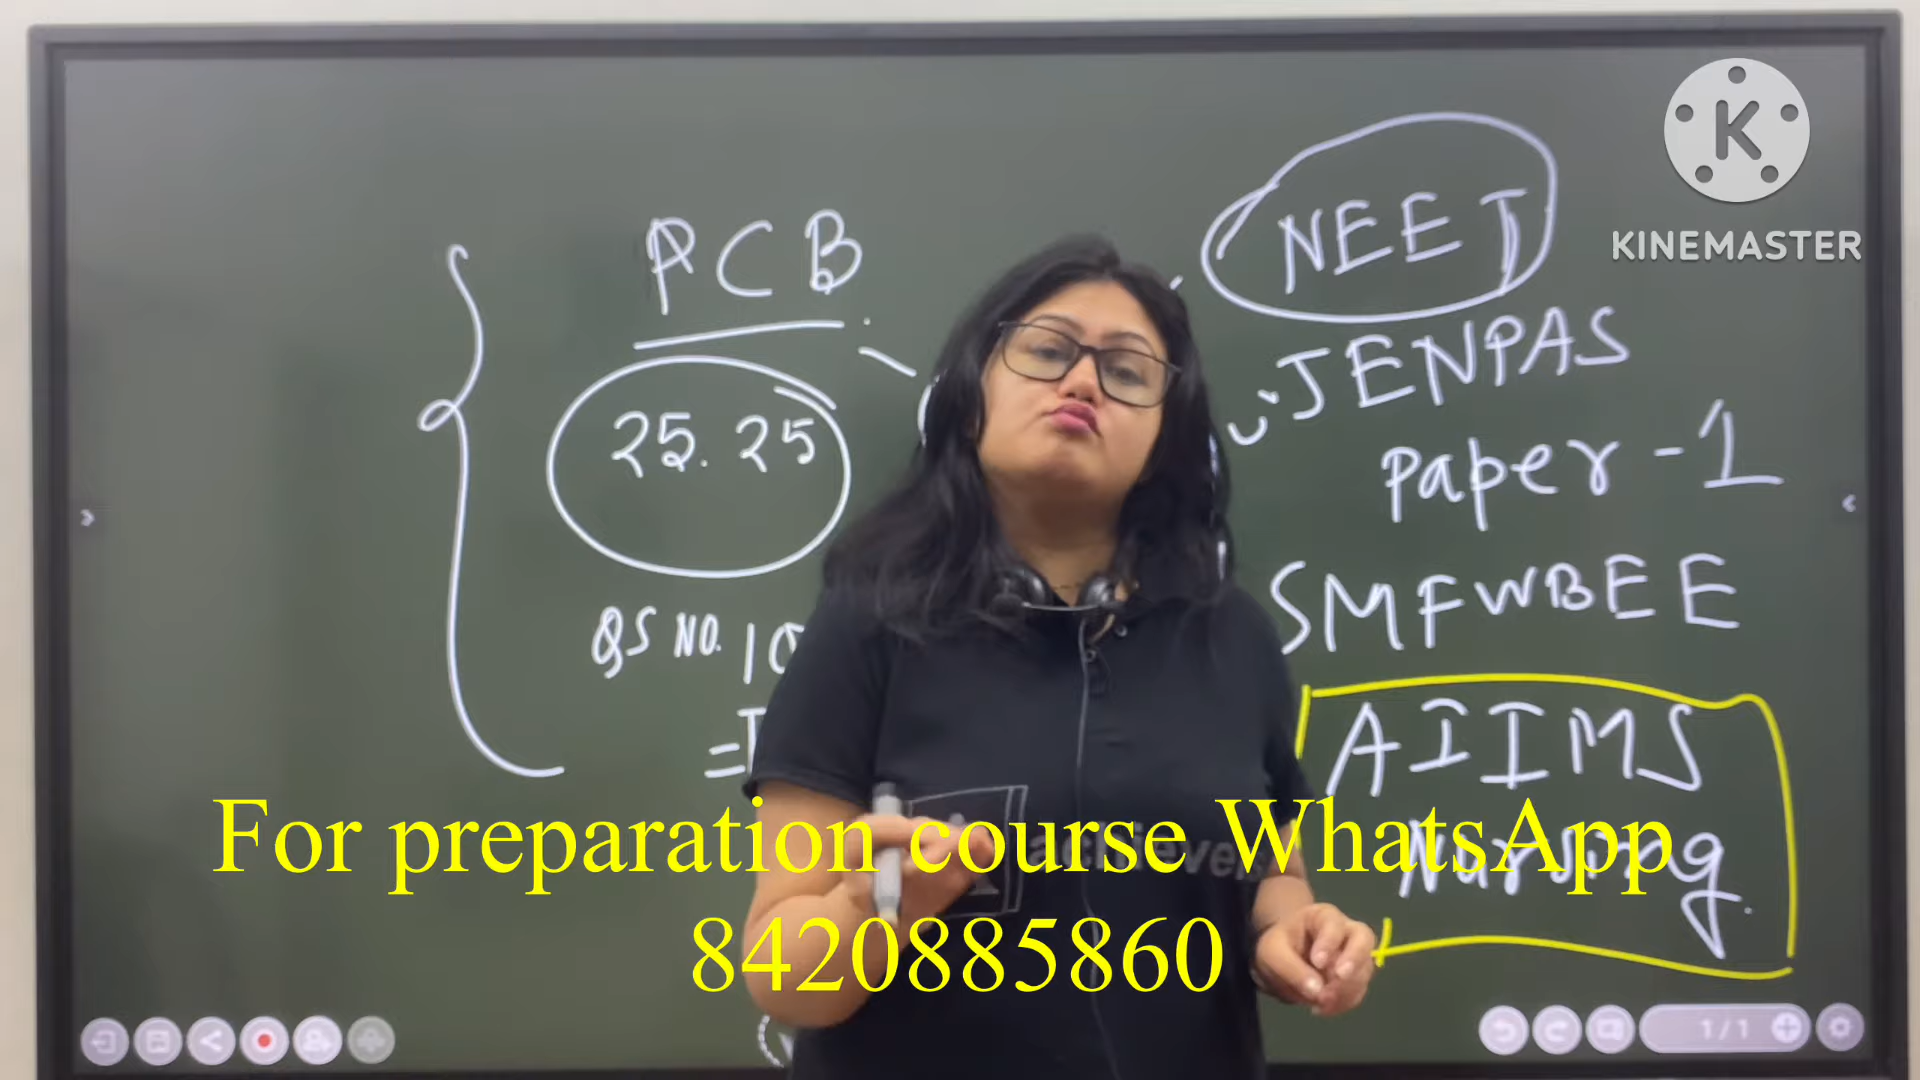 K
KINEMASTER
PCB
25. 25
QS NO.
NEET
JENPAS
Paper-1
SMFWBEE
AIIMS
Nursing
For preparation course WhatsApp
8420885860
1/1